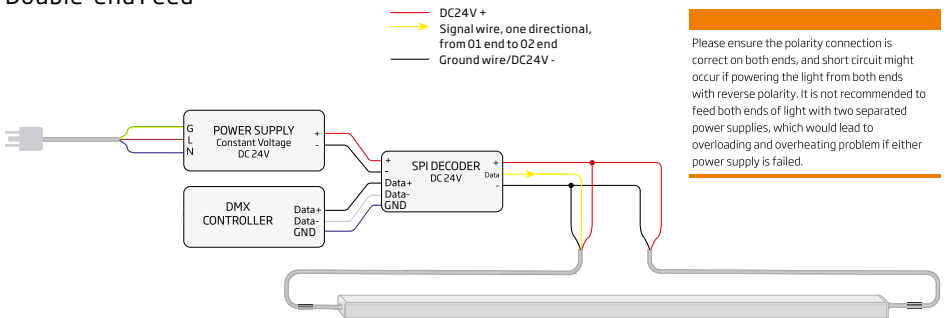 Double-end Feed
DC24V +
Signal wire, one directional,
from 01 end to 02 end
Ground wire/DC24V -
Please ensure the polarity connection is
correct on both ends, and short circuit might
occur if powering the light from both ends
with reverse polarity. It is not recommended to
feed both ends of light with two separated
power supplies, which would lead to
overloading and overheating problem if either
power supply is failed.
G
L
N
POWER SUPPLY
Constant Voltage
DC 24V
+
-
DMX
CONTROLLER
Data+
Data-
GND
+
-
Data+
Data-
GND
SPI DECODER
DC 24V
+
Data
-